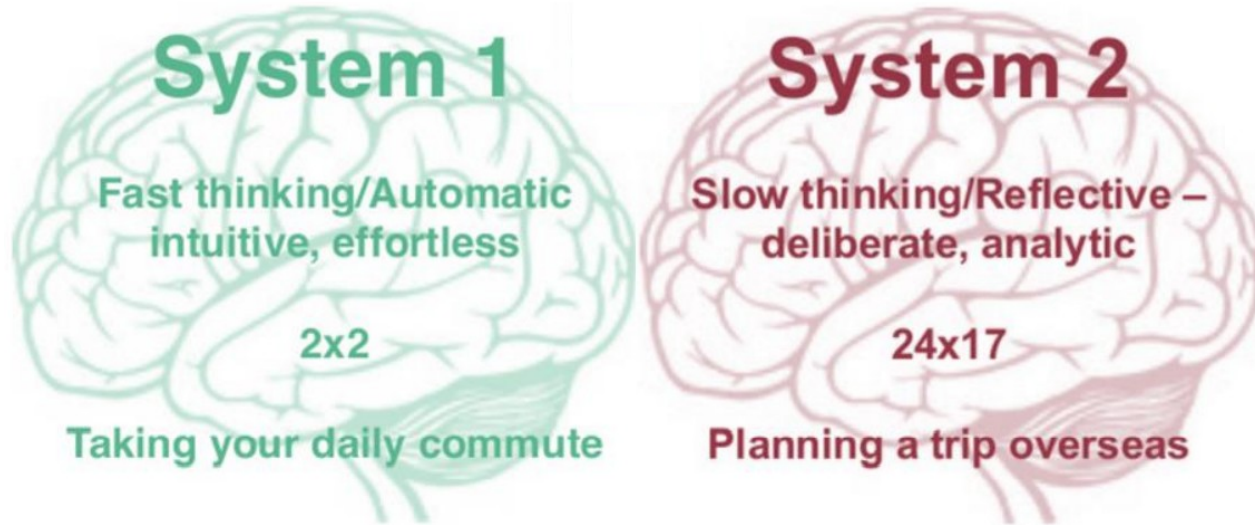 System 1
Fast thinking/Automatic
intuitive, effortless
2x2
Taking your daily commute
System 2
Slow thinking/Reflective –
deliberate, analytic
24x17
Planning a trip overseas